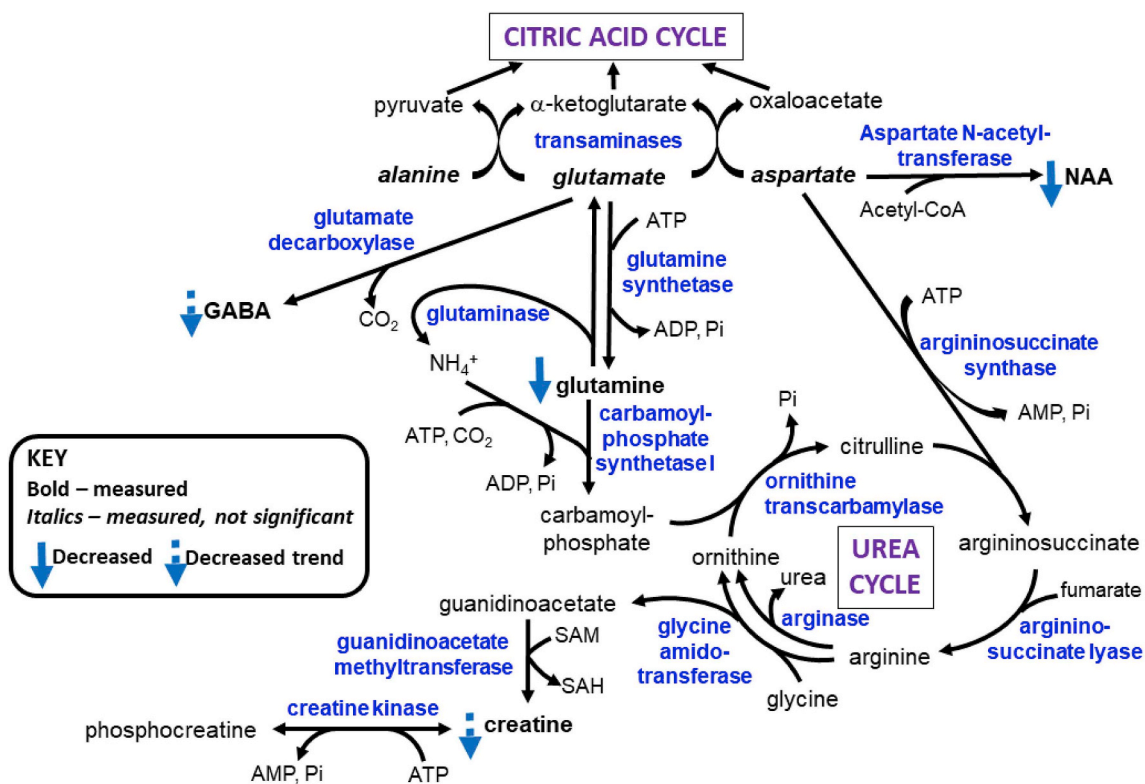 CITRIC ACID CYCLE
pyruvate
α-ketoglutarate
oxaloacetate
transaminases
Aspartate N-acetyl-
transferase
alanine
glutamate
aspartate
NAA
Acetyl-CoA
glutamate
decarboxylase
ATP
glutamine
synthetase
GABA
CO2
glutaminase
ADP, Pi
ATP
argininosuccinate
synthase
NH4+
glutamine
AMP, Pi
ATP, CO2
carbamoyl-
phosphate
synthetase I
ADP, Pi
Pi
citrulline
ornithine
transcarbamylase
KEY
Bold – measured
Italics – measured, not significant
Decreased
Decreased trend
carbamoyl-
phosphate
ornithine
UREA
CYCLE
argininosuccinate
urea
fumarate
guanidinoacetate
arginase
glycine
amido-
transferase
arginine
arginino-
succinate lyase
guanidinoacetate
methyltransferase
SAM
SAH
glycine
phosphocreatine
creatine kinase
creatine
AMP, Pi
ATP